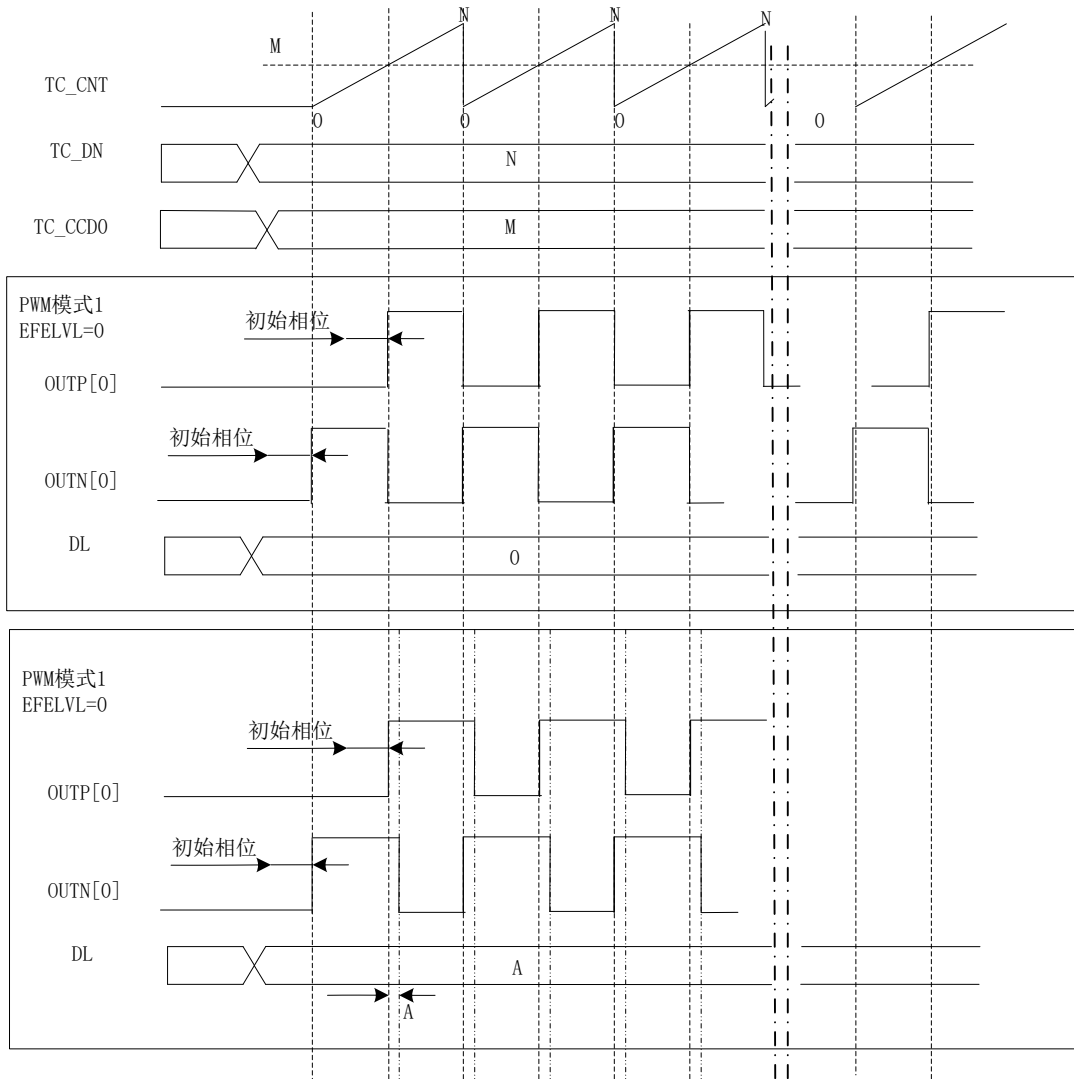 N N N
M
TC_CNT
0 0 0 0
TC_DN
N
TC_CCD0
M
PWM模式1
初始相位
EFELVL=0
OUTP[0]
初始相位
OUTN[0]
DL
0
PWM模式1
EFELVL=0
初始相位
OUTP[0]
初始相位
OUTN[0]
DL
A
A